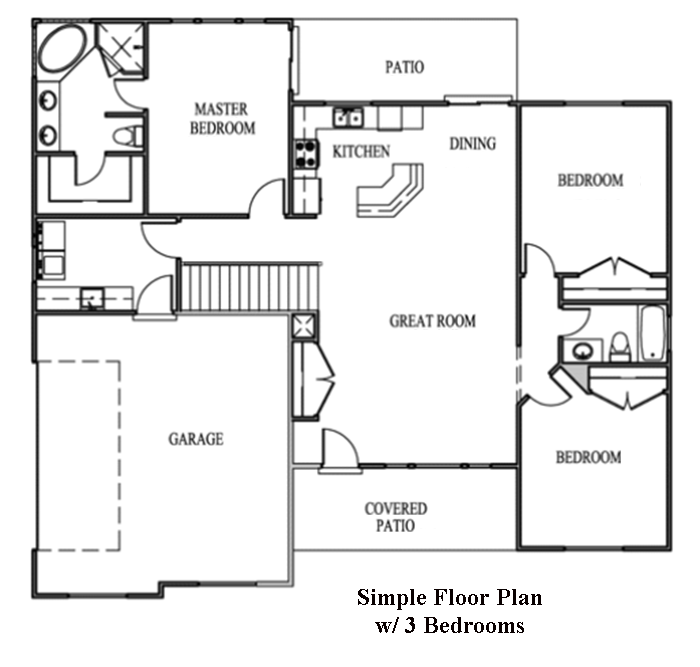 PATIO
MASTER
BEDROOM
KITCHEN
DINING
BEDROOM
GREAT ROOM
GARAGE
BEDROOM
COVERED
PATIO
Simple Floor Plan
w/ 3 Bedrooms